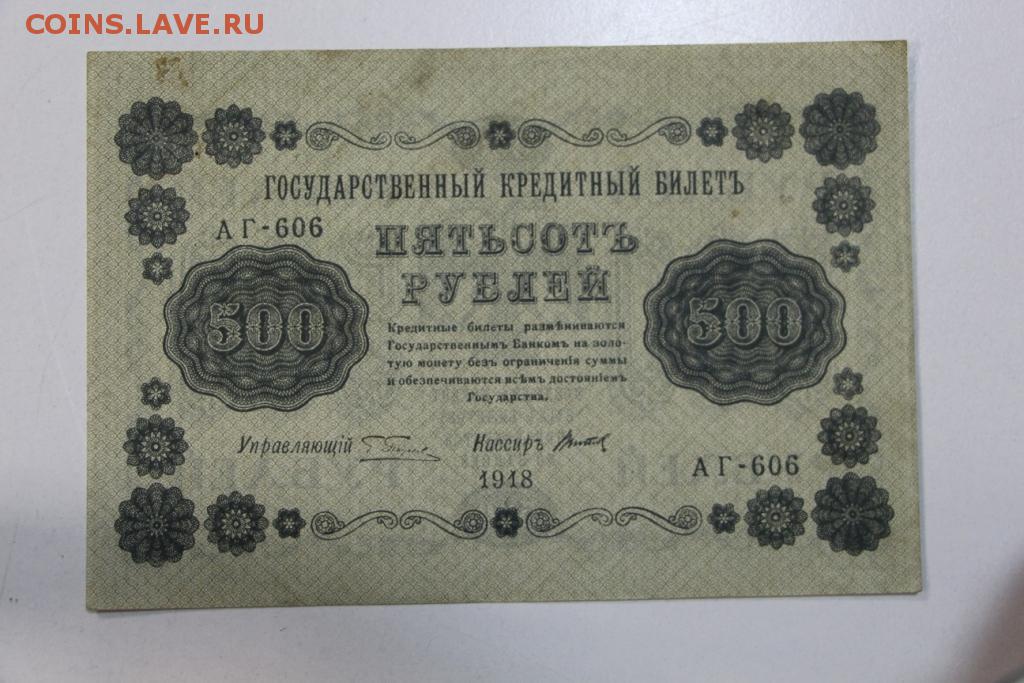 COINS.LAVE.RU
ГОСУДАРСТВЕННЫЙ КРЕДИТНЫЙ БИЛЕТЪ
АГ-606
ПЯТЬСОТЪ
РУБЛЕЙ
500
500
Кредитные билеты размѣниваются
Государственнымъ Банкомъ на золо-
тую монету безъ ограниченія суммы
и обезпечиваются всѣмъ достояніемъ
Государства.
Управляющій
Кассиръ
1918
АГ-606